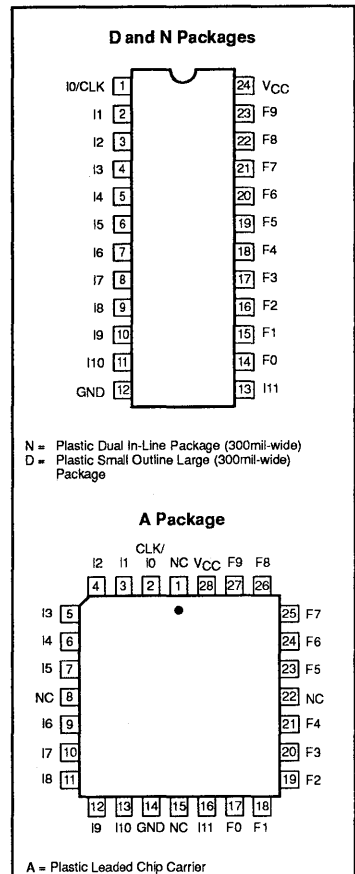 D and N Packages
I0/CLK 1 24 VCC
I1 2 23 F9
I2 3 22 F8
I3 4 21 F7
I4 5 20 F6
I5 6 19 F5
I6 7 18 F4
I7 8 17 F3
I8 9 16 F2
I9 10 15 F1
I10 11 14 F0
GND 12 13 I11
N = Plastic Dual In-Line Package (300mil-wide)
D = Plastic Small Outline Large (300mil-wide)
Package
A Package
CLK/
I2 I1 I0 NC VCC F9 F8
4 3 2 1 28 27 26
I3 5 25 F7
I4 6 24 F6
I5 7 23 F5
NC 8 22 NC
I6 9 21 F4
I7 10 20 F3
I8 11 19 F2
12 13 14 15 16 17 18
I9 I10 GND NC I11 F0 F1
A = Plastic Leaded Chip Carrier